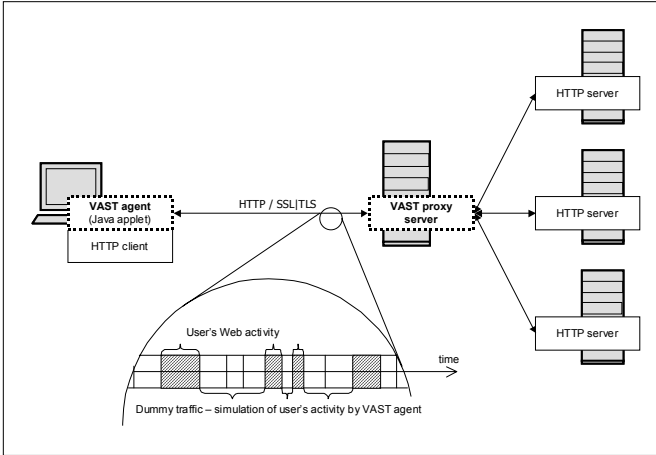 HTTP server
VAST agent
(Java applet)
HTTP client
HTTP / SSL|TLS
VAST proxy
server
HTTP server
HTTP server
User's Web activity
time
Dummy traffic – simulation of user's activity by VAST agent